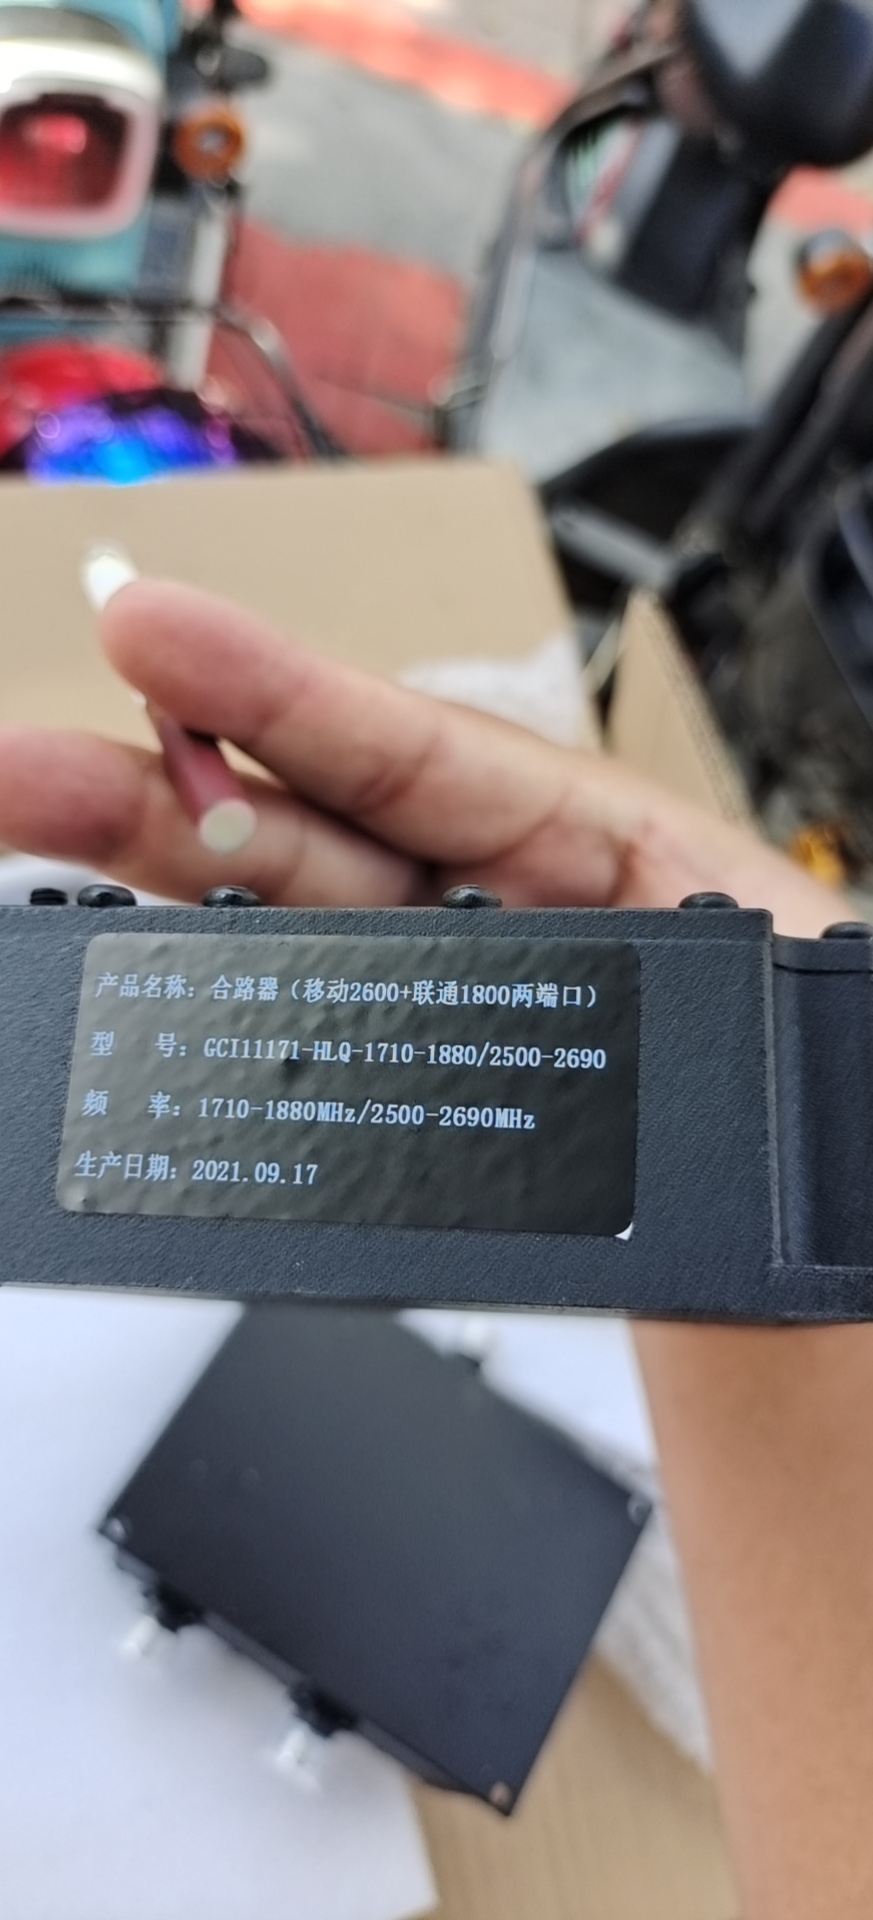 产品名称：合路器（移动2600+联通1800两端口）
型 号：GCI11171-HLQ-1710-1880/2500-2690
频 率：1710-1880MHz/2500-2690MHz
生产日期：2021.09.17